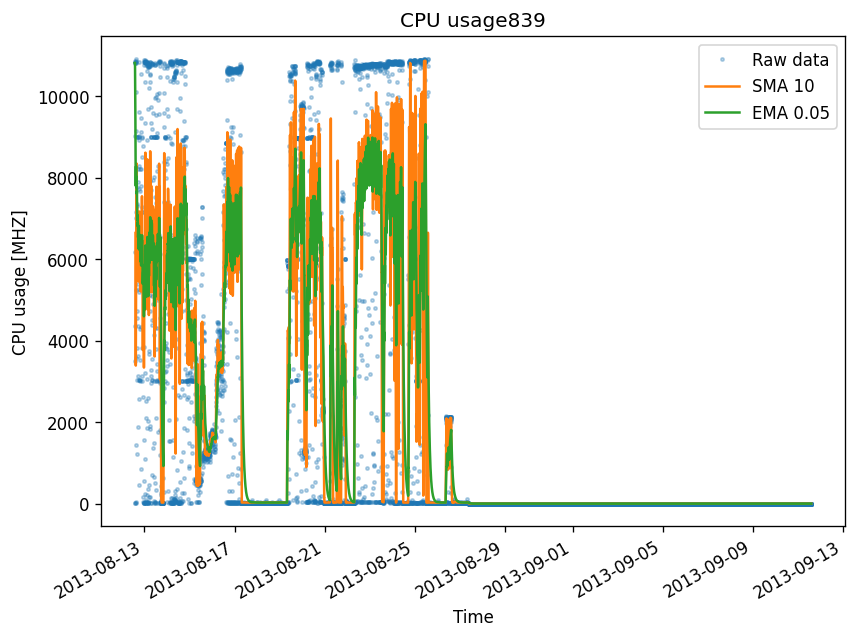 CPU usage839
Raw data
SMA 10
EMA 0.05
CPU usage [MHZ]
10000
8000
6000
4000
2000
0
2013-08-13
2013-08-17
2013-08-21
2013-08-25
2013-08-29
2013-09-01
2013-09-05
2013-09-09
2013-09-13
Time